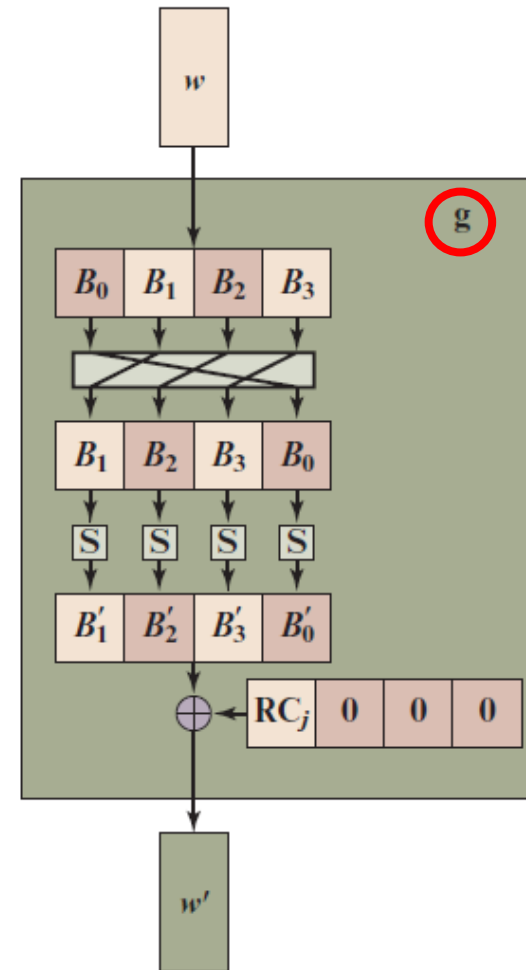 w
g
B₀ B₁ B₂ B₃
B₁ B₂ B₃ B₀
S S S S
B′₁ B′₂ B′₃ B′₀
RCⱼ 0 0 0
w′